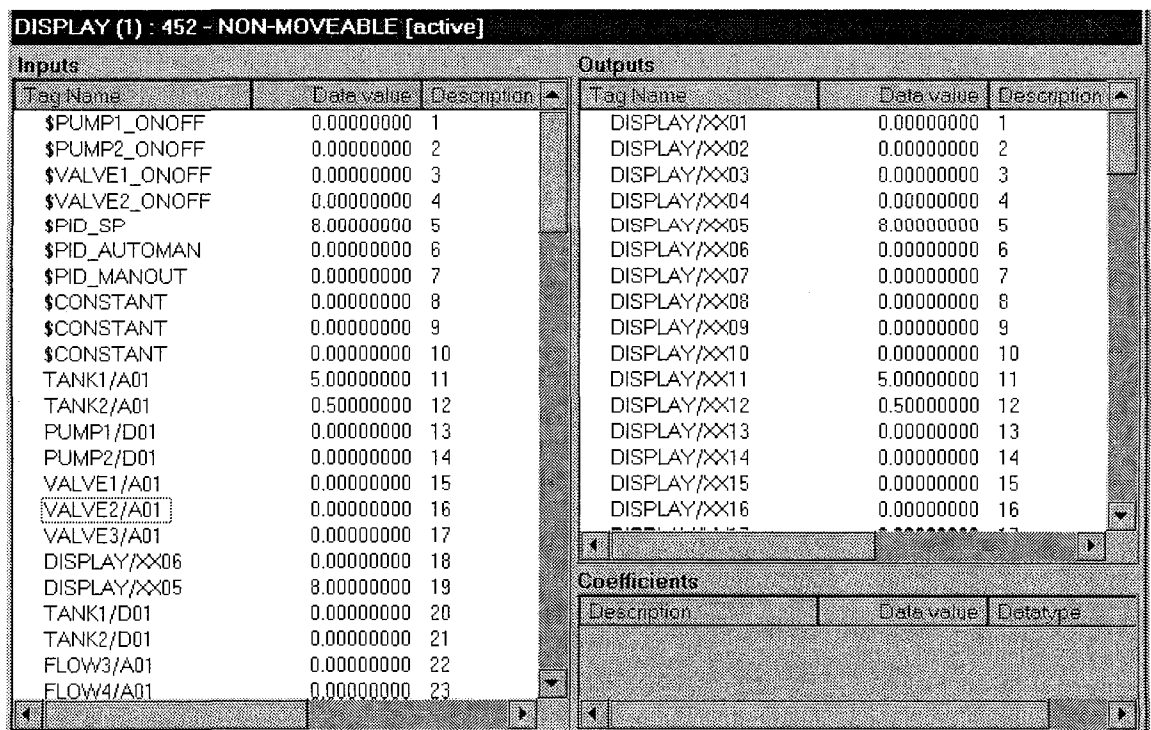 DISPLAY (1) : 452 - NON-MOVEABLE [active]
Inputs
Tag Name Data value Description
$PUMP1_ONOFF 0.00000000 1
$PUMP2_ONOFF 0.00000000 2
$VALVE1_ONOFF 0.00000000 3
$VALVE2_ONOFF 0.00000000 4
$PID_SP 8.00000000 5
$PID_AUTOMAN 0.00000000 6
$PID_MANOUT 0.00000000 7
$CONSTANT 0.00000000 8
$CONSTANT 0.00000000 9
$CONSTANT 0.00000000 10
TANK1/A01 5.00000000 11
TANK2/A01 0.50000000 12
PUMP1/D01 0.00000000 13
PUMP2/D01 0.00000000 14
VALVE1/A01 0.00000000 15
VALVE2/A01 0.00000000 16
VALVE3/A01 0.00000000 17
DISPLAY/XX06 0.00000000 18
DISPLAY/XX05 8.00000000 19
TANK1/D01 0.00000000 20
TANK2/D01 0.00000000 21
FLOW3/A01 0.00000000 22
FLOW4/A01 0.00000000 23
Outputs
Tag Name Data value Description
DISPLAY/XX01 0.00000000 1
DISPLAY/XX02 0.00000000 2
DISPLAY/XX03 0.00000000 3
DISPLAY/XX04 0.00000000 4
DISPLAY/XX05 8.00000000 5
DISPLAY/XX06 0.00000000 6
DISPLAY/XX07 0.00000000 7
DISPLAY/XX08 0.00000000 8
DISPLAY/XX09 0.00000000 9
DISPLAY/XX10 0.00000000 10
DISPLAY/XX11 5.00000000 11
DISPLAY/XX12 0.50000000 12
DISPLAY/XX13 0.00000000 13
DISPLAY/XX14 0.00000000 14
DISPLAY/XX15 0.00000000 15
DISPLAY/XX16 0.00000000 16
Coefficients
Description Data value Datatype